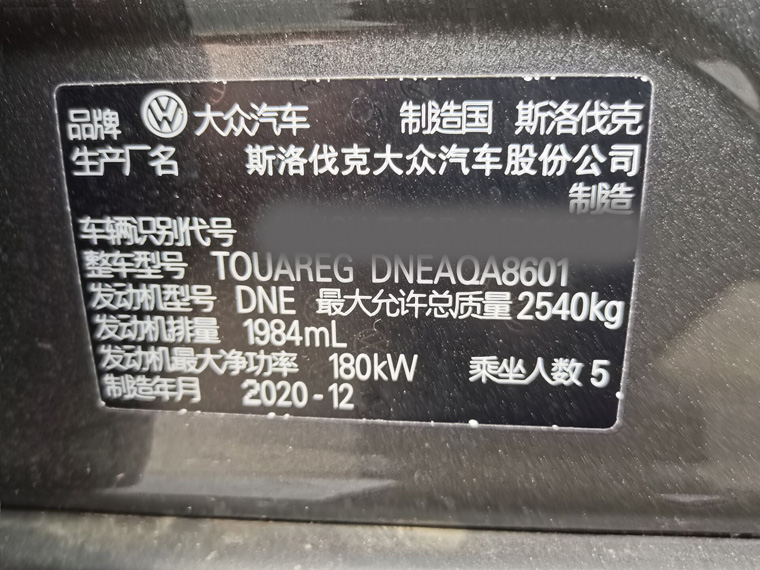 品牌 大众汽车 制造国 斯洛伐克
生产厂名 斯洛伐克大众汽车股份公司
制造
车辆识别代号
整车型号 TOUAREG DNEAQA8601
发动机型号 DNE 最大允许总质量 2540kg
发动机排量 1984mL
发动机最大净功率 180kW 乘坐人数 5
制造年月 2020-12